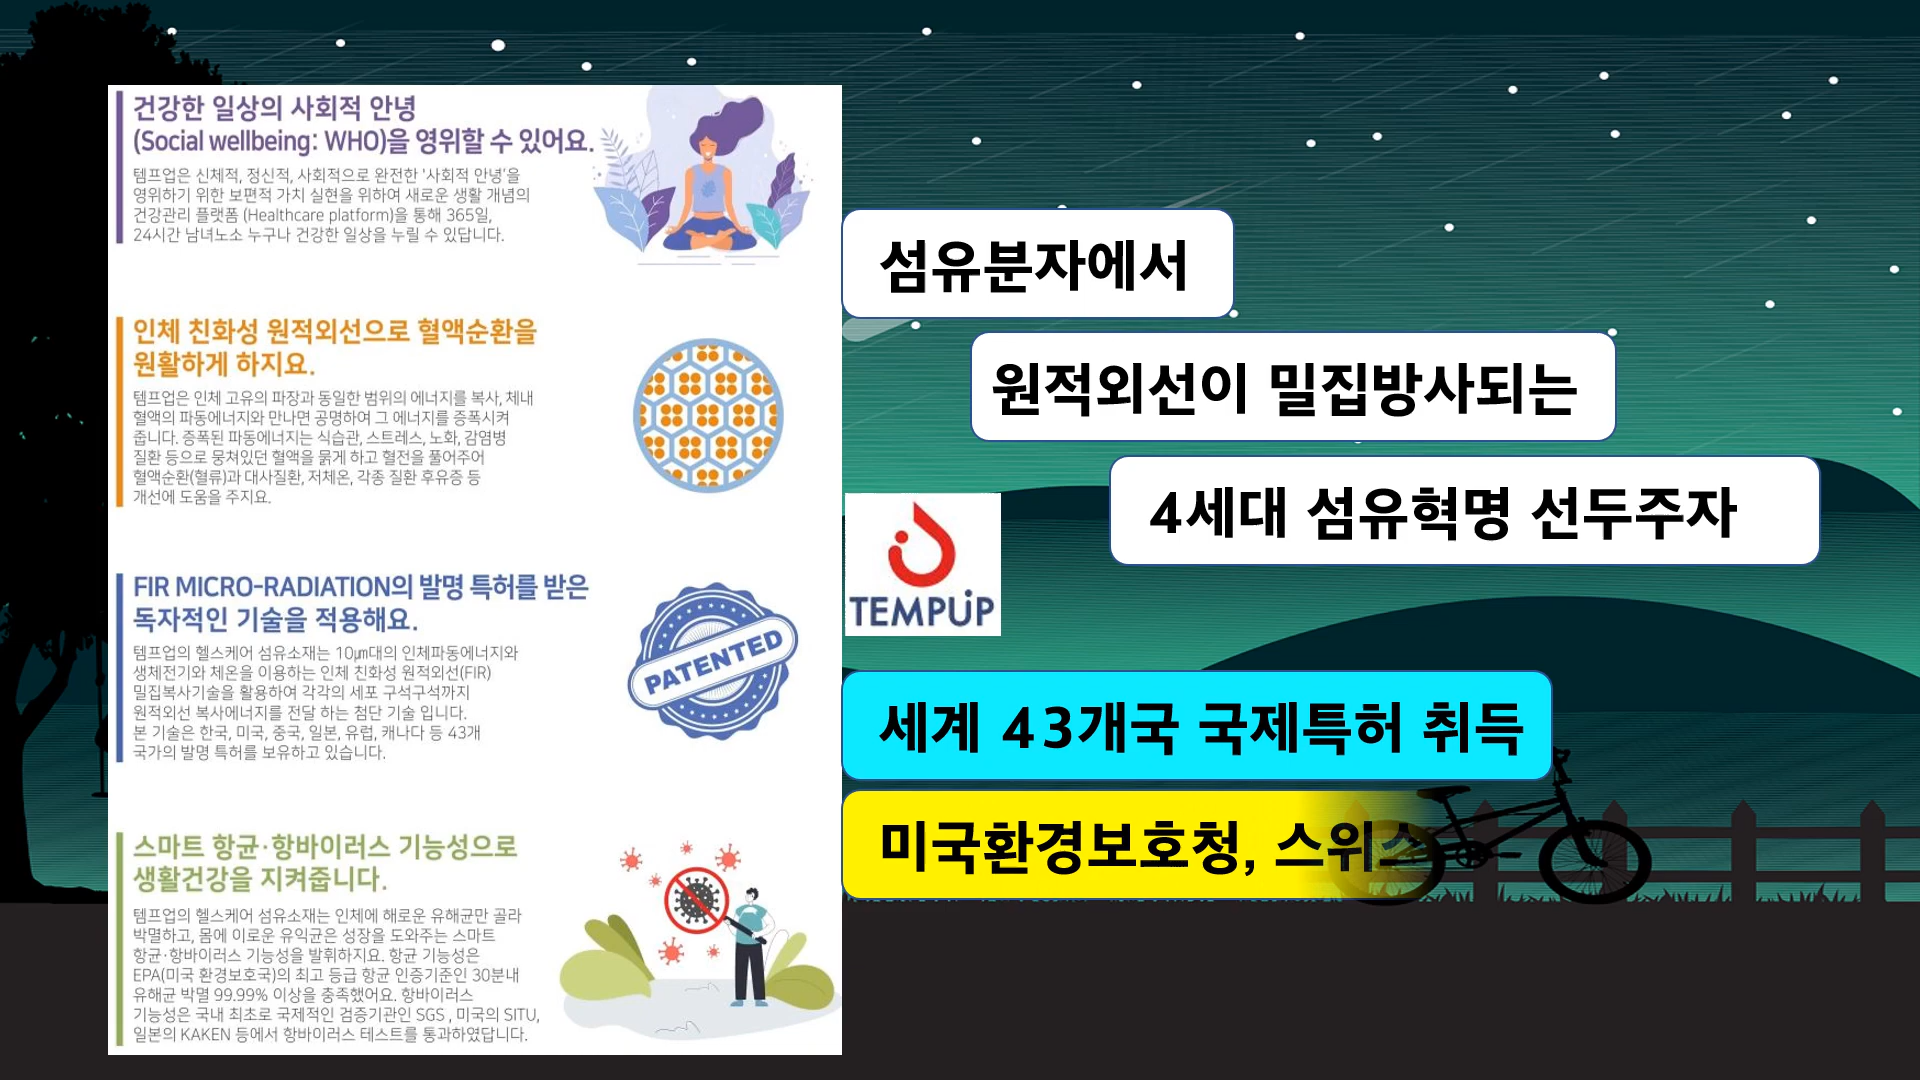 건강한 일상의 사회적 안녕
(Social wellbeing: WHO)을 영위할 수 있어요.
템프업은 신체적, 정신적, 사회적으로 완전한 '사회적 안녕'을
영위하기 위한 보편적 가치 실현을 위하여 새로운 생활 개념의
건강관리 플랫폼 (Healthcare platform)을 통해 365일,
24시간 남녀노소 누구나 건강한 일상을 누릴 수 있답니다.
인체 친화성 원적외선으로 혈액순환을
원활하게 하지요.
템프업은 인체 고유의 파장과 동일한 범위의 에너지를 복사, 체내
혈액의 파동에너지와 만나면 공명하여 그 에너지를 증폭시켜
줍니다. 증폭된 파동에너지는 식습관, 스트레스, 노화, 감염병
질환 등으로 뭉쳐있던 혈액을 묽게 하고 혈전을 풀어주어
혈액순환(혈류)과 대사질환, 저체온, 각종 질환 후유증 등
개선에 도움을 주지요.
FIR MICRO-RADIATION의 발명 특허를 받은
독자적인 기술을 적용해요.
템프업의 헬스케어 섬유소재는 10㎛대의 인체파동에너지와
생체전기와 체온을 이용하는 인체 친화성 원적외선(FIR)
밀집복사기술을 활용하여 각각의 세포 구석구석까지
원적외선 복사에너지를 전달 하는 첨단 기술 입니다.
본 기술은 한국, 미국, 중국, 일본, 유럽, 캐나다 등 43개
국가의 발명 특허를 보유하고 있습니다.
PATENTED
스마트 항균·항바이러스 기능성으로
생활건강을 지켜줍니다.
템프업의 헬스케어 섬유소재는 인체에 해로운 유해균만 골라
박멸하고, 몸에 이로운 유익균은 성장을 도와주는 스마트
항균·항바이러스 기능성을 발휘하지요. 항균 기능성은
EPA(미국 환경보호국)의 최고 등급 항균 인증기준인 30분내
유해균 박멸 99.99% 이상을 충족했어요. 항바이러스
기능성은 국내 최초로 국제적인 검증기관인 SGS , 미국의 SITU,
일본의 KAKEN 등에서 항바이러스 테스트를 통과하였답니다.
섬유분자에서
원적외선이 밀집방사되는
4세대 섬유혁명 선두주자
TEMPUP
세계 43개국 국제특허 취득
미국환경보호청, 스위스